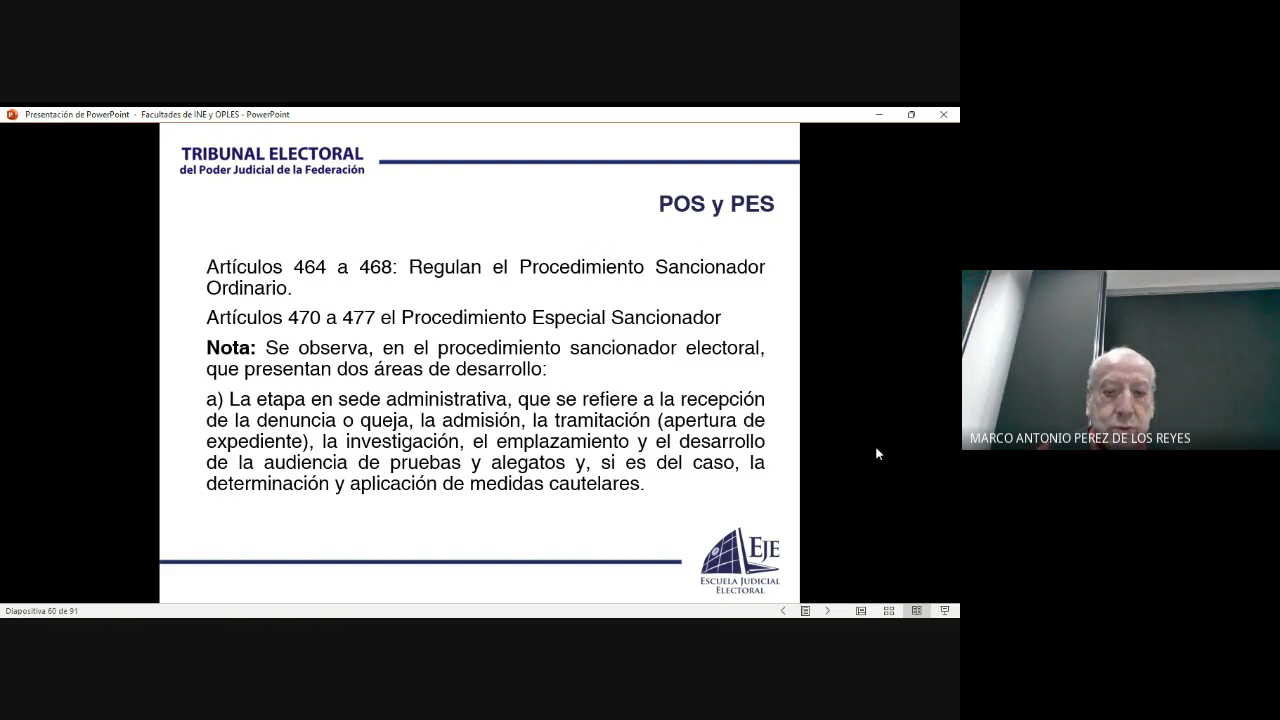 Presentación de PowerPoint - Facultades de INE y OPLES - PowerPoint
TRIBUNAL ELECTORAL
del Poder Judicial de la Federación
POS y PES
Artículos 464 a 468: Regulan el Procedimiento Sancionador
Ordinario.
Artículos 470 a 477 el Procedimiento Especial Sancionador
Nota: Se observa, en el procedimiento sancionador electoral,
que presentan dos áreas de desarrollo:
a) La etapa en sede administrativa, que se refiere a la recepción
de la denuncia o queja, la admisión, la tramitación (apertura de
expediente), la investigación, el emplazamiento y el desarrollo
de la audiencia de pruebas y alegatos y, si es del caso, la
determinación y aplicación de medidas cautelares.
EJE
ESCUELA JUDICIAL
ELECTORAL
Diapositiva 60 de 91
MARCO ANTONIO PEREZ DE LOS REYES